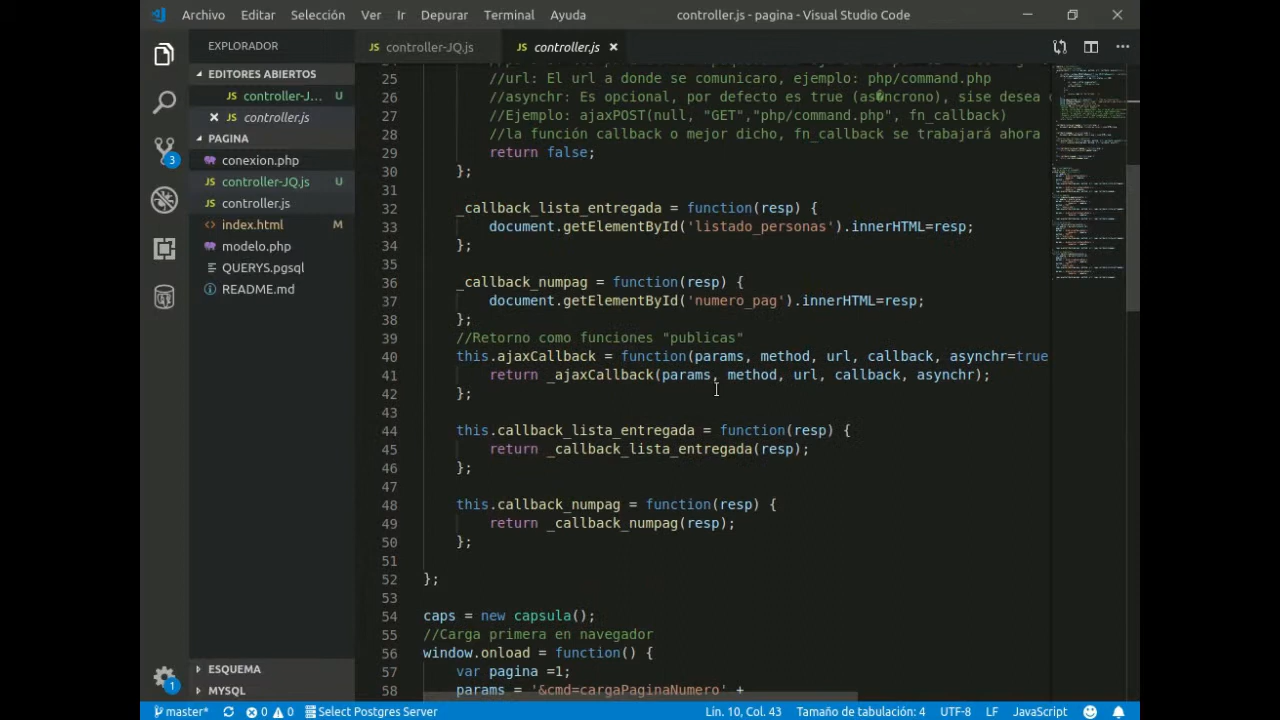 Archivo Editar Selección Ver Ir Depurar Terminal Ayuda controller.js - pagina - Visual Studio Code
EXPLORADOR
EDITORES ABIERTOS
JS controller-J... U
JS controller.js
PAGINA
conexion.php
JS controller-JQ.js U
JS controller.js
index.html M
modelo.php
QUERYS.pgsql
README.md
ESQUEMA
MYSQL
3
1
JS controller-JQ.js JS controller.js
25 //url: El url a donde se comunicaro, ejemplo: php/command.php
26 //asynchr: Es opcional, por defecto es true (as�ncrono), sise desea
27 //Ejemplo: ajaxPOST(null, "GET","php/command.php", fn_callback)
28 //la función callback o mejor dicho, fn_callback se trabajará ahora
29 return false;
30 };
31
32 _callback_lista_entregada = function(resp) {
33 document.getElementById('listado_personas').innerHTML=resp;
34 };
35
36 _callback_numpag = function(resp) {
37 document.getElementById('numero_pag').innerHTML=resp;
38 };
39 //Retorno como funciones "publicas"
40 this.ajaxCallback = function(params, method, url, callback, asynchr=true
41 return _ajaxCallback(params, method, url, callback, asynchr);
42 };
43
44 this.callback_lista_entregada = function(resp) {
45 return _callback_lista_entregada(resp);
46 };
47
48 this.callback_numpag = function(resp) {
49 return _callback_numpag(resp);
50 };
51
52 };
53
54 caps = new capsula();
55 //Carga primera en navegador
56 window.onload = function() {
57 var pagina =1;
58 params = '&cmd=cargaPaginaNumero' +
master* 0 0 Select Postgres Server Lín. 10, Col. 43 Tamaño de tabulación: 4 UTF-8 LF JavaScript